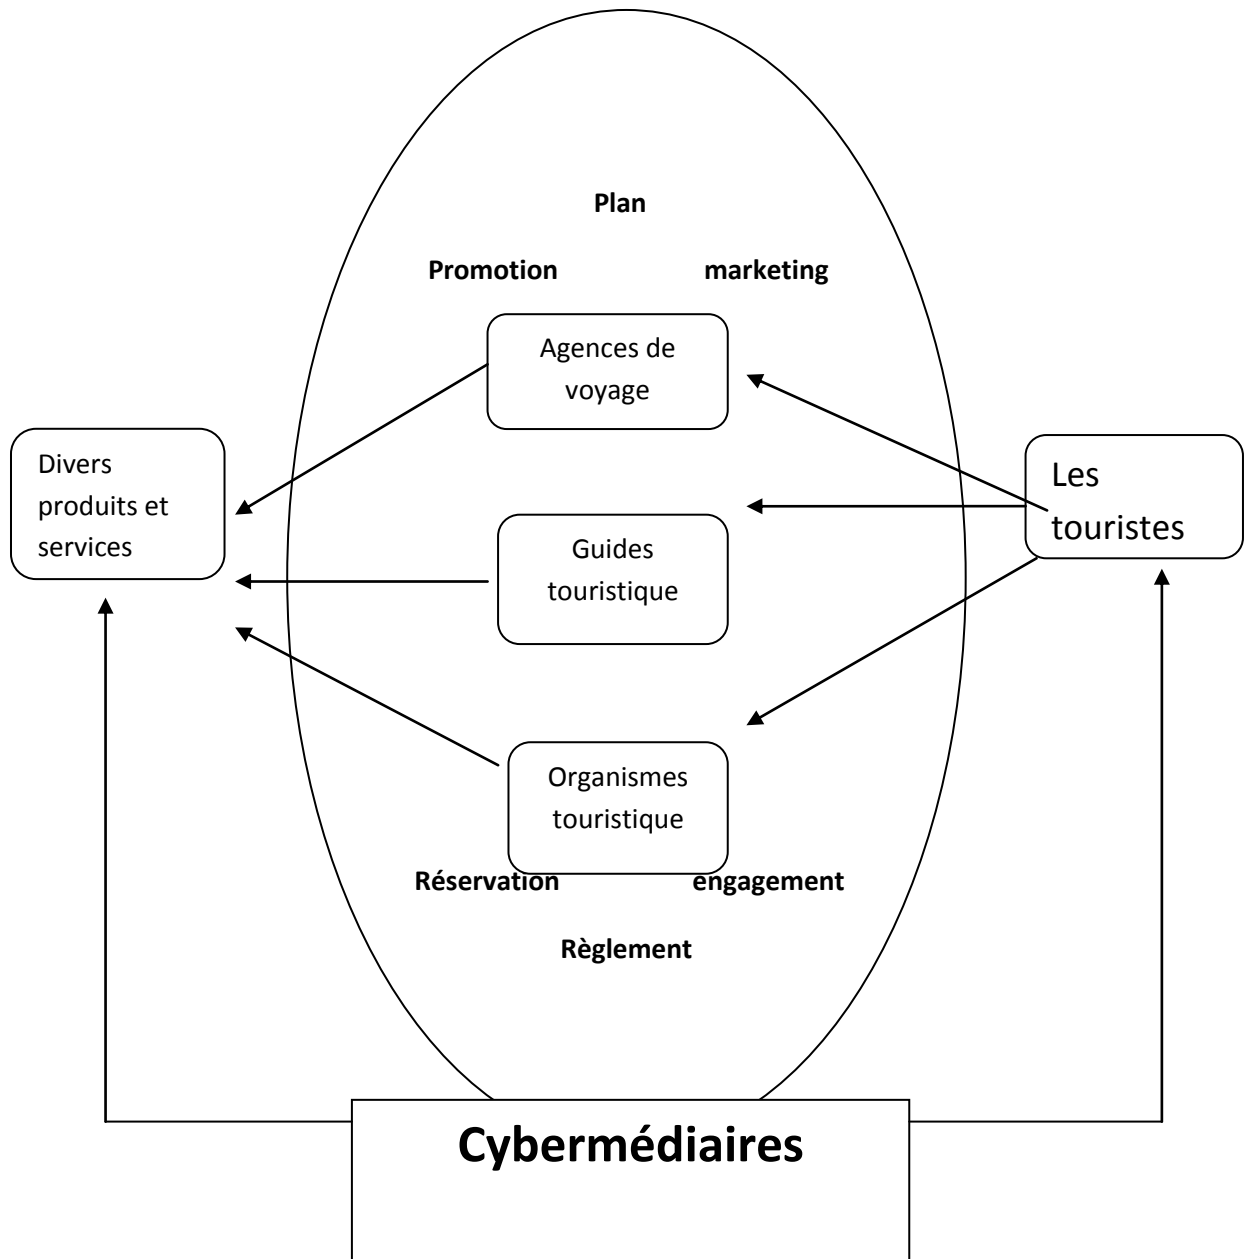 Plan
Promotion marketing
Agences de
voyage
Divers
produits et
services
Les
touristes
Guides
touristique
Organismes
touristique
Réservation engagement
Règlement
Cybermédiaires